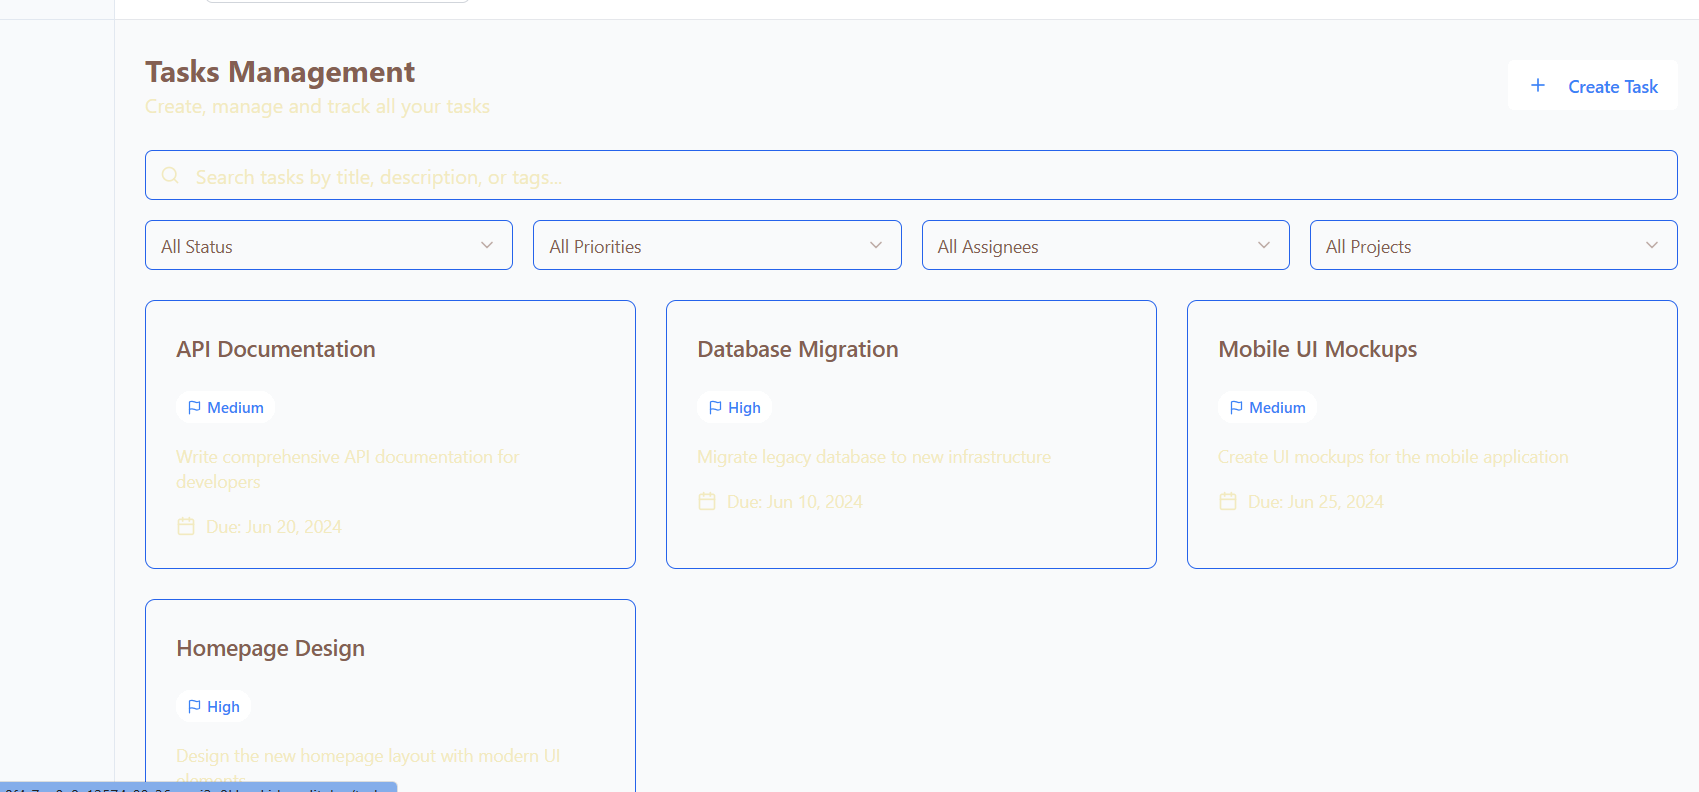 Tasks Management
Create, manage and track all your tasks
Create Task
Search tasks by title, description, or tags...
All Status
All Priorities
All Assignees
All Projects
API Documentation
Medium
Write comprehensive API documentation for
developers
Due: Jun 20, 2024
Database Migration
High
Migrate legacy database to new infrastructure
Due: Jun 10, 2024
Mobile UI Mockups
Medium
Create UI mockups for the mobile application
Due: Jun 25, 2024
Homepage Design
High
Design the new homepage layout with modern UI
elements